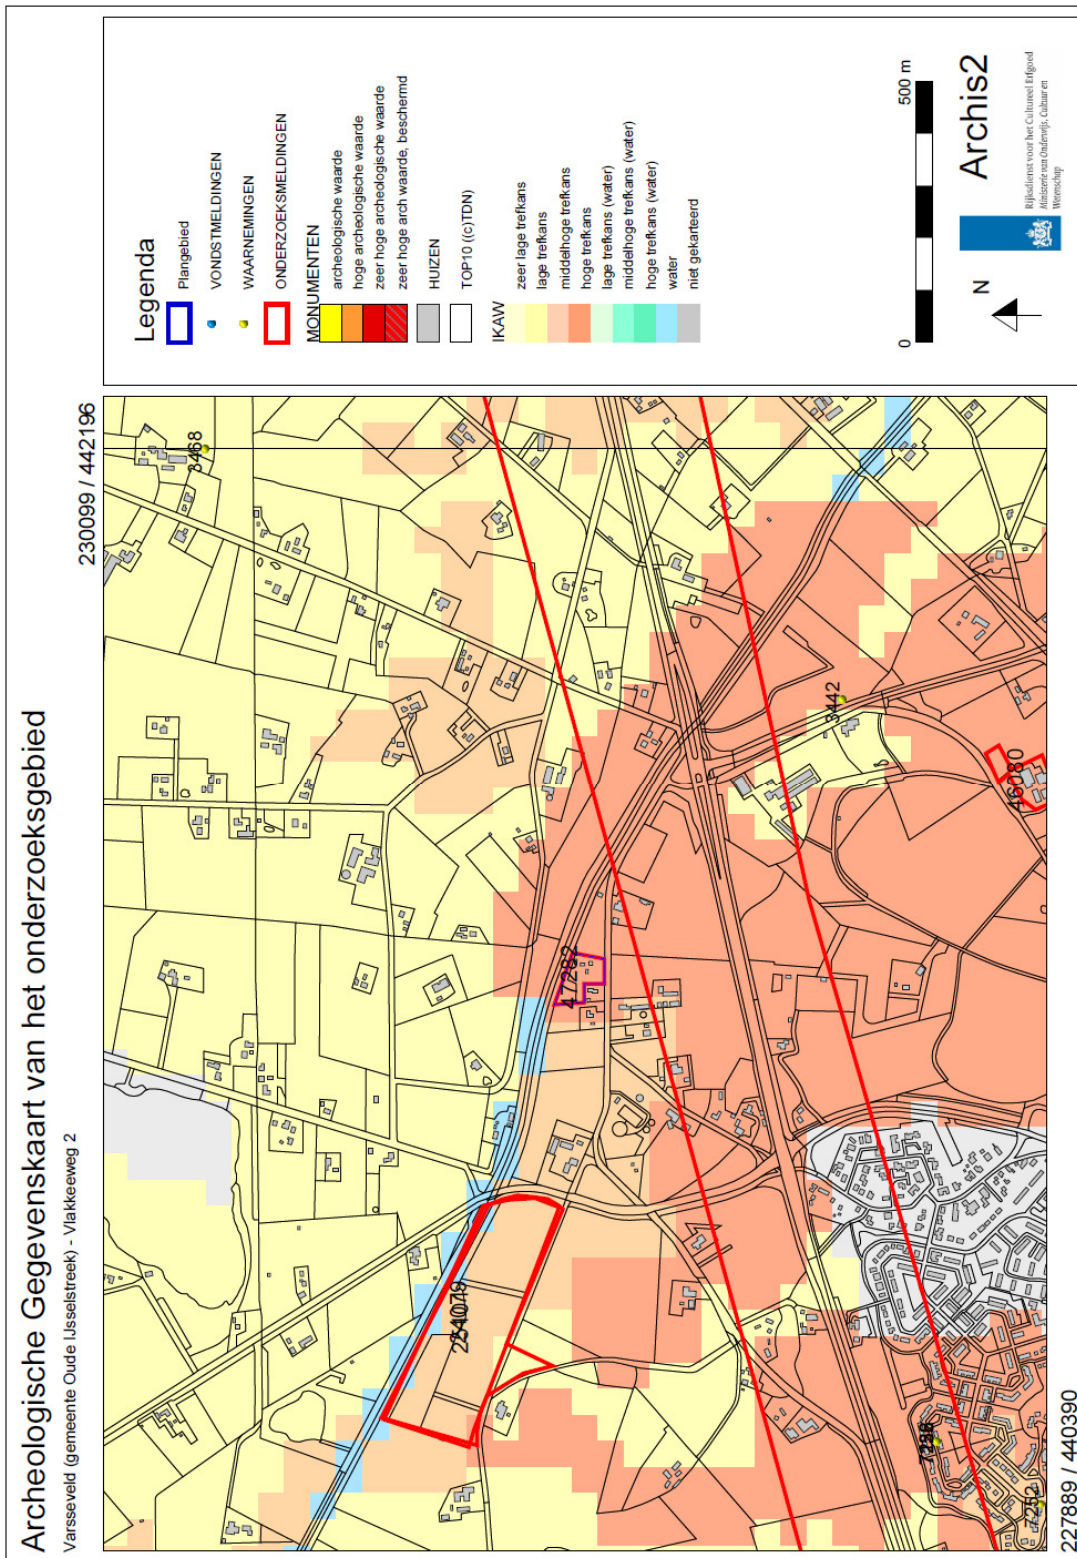 Archeologische Gegevenskaart van het onderzoeksgebied
Varsseveld (gemeente Oude IJsselstreek) - Vlakkeweg 2
230099 / 442196
3468
47282
3442
46080
7252
227889 / 440390
Legenda
Plangebied
VONDSTMELDINGEN
WAARNEMINGEN
ONDERZOEKSMELDINGEN
MONUMENTEN
archeologische waarde
hoge archeologische waarde
zeer hoge archeologische waarde
zeer hoge arch waarde, beschermd
HUIZEN
TOP10 ((c)TDN)
IKAW
zeer lage trefkans
lage trefkans
middelhoge trefkans
hoge trefkans
lage trefkans (water)
middelhoge trefkans (water)
hoge trefkans (water)
water
niet gekarteerd
0
500 m
N
Archis2
Rijksdienst voor het Cultureel Erfgoed
Ministerie van Onderwijs, Cultuur en
Wetenschap